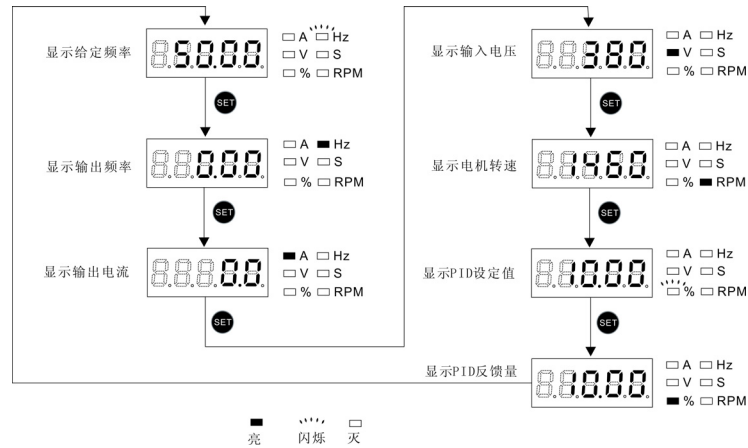 显示给定频率
50.00
A Hz
V S
% RPM
SET
显示输出频率
0.00
A Hz
V S
% RPM
SET
显示输出电流
0.0
A Hz
V S
% RPM
SET
显示输入电压
380
A Hz
V S
% RPM
SET
显示电机转速
1460
A Hz
V S
% RPM
SET
显示PID设定值
10.00
A Hz
V S
% RPM
SET
显示PID反馈量
10.00
A Hz
V S
% RPM
亮 闪烁 灭